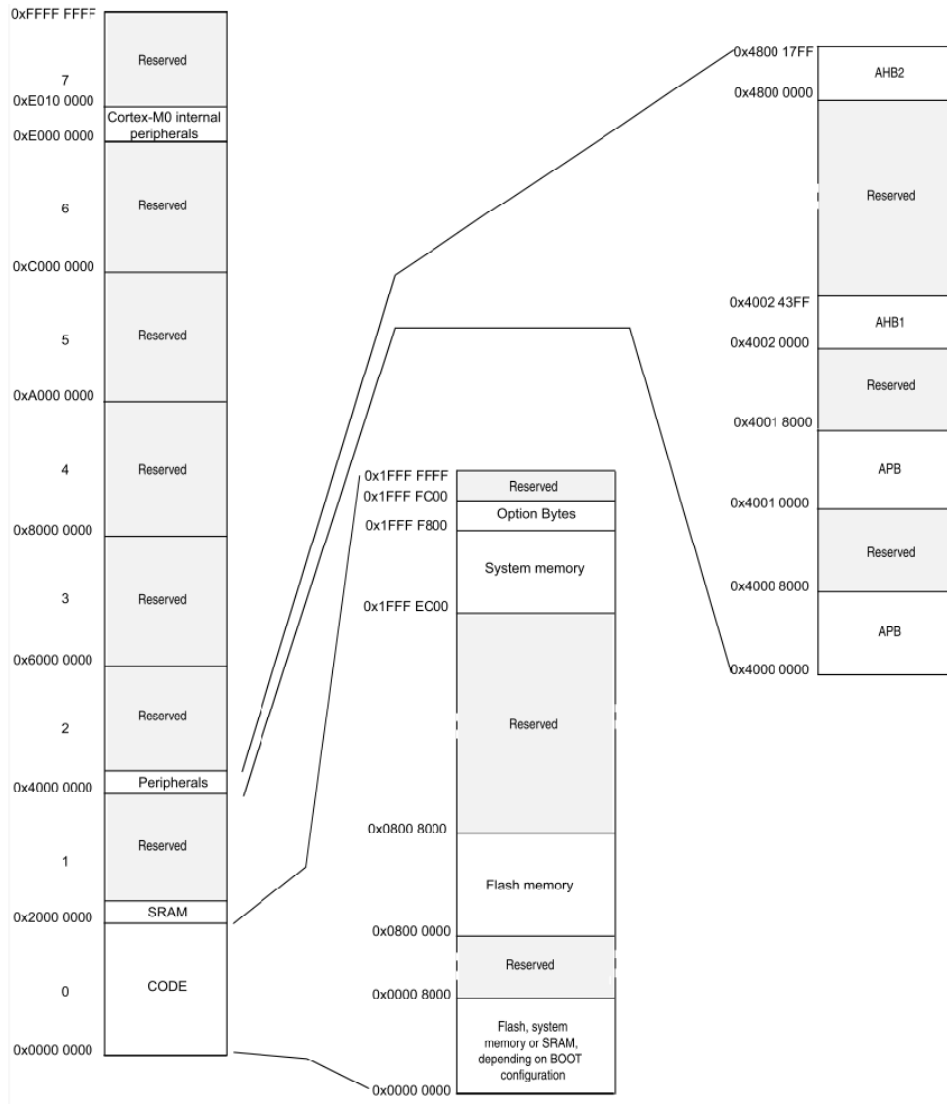 0xFFFF FFFF
Reserved
7
0xE010 0000
Cortex-M0 internal
peripherals
0xE000 0000
Reserved
6
0xC000 0000
Reserved
5
0xA000 0000
Reserved
4
0x8000 0000
Reserved
3
0x6000 0000
Reserved
2
Peripherals
0x4000 0000
Reserved
1
SRAM
0x2000 0000
CODE
0
0x0000 0000
0x1FFF FFFF
Reserved
0x1FFF FC00
Option Bytes
0x1FFF F800
System memory
0x1FFF EC00
Reserved
0x0800 8000
Flash memory
0x0800 0000
Reserved
0x0000 8000
Flash, system
memory or SRAM,
depending on BOOT
configuration
0x0000 0000
0x4800 17FF
AHB2
0x4800 0000
Reserved
0x4002 43FF
AHB1
0x4002 0000
Reserved
0x4001 8000
APB
0x4001 0000
Reserved
0x4000 8000
APB
0x4000 0000